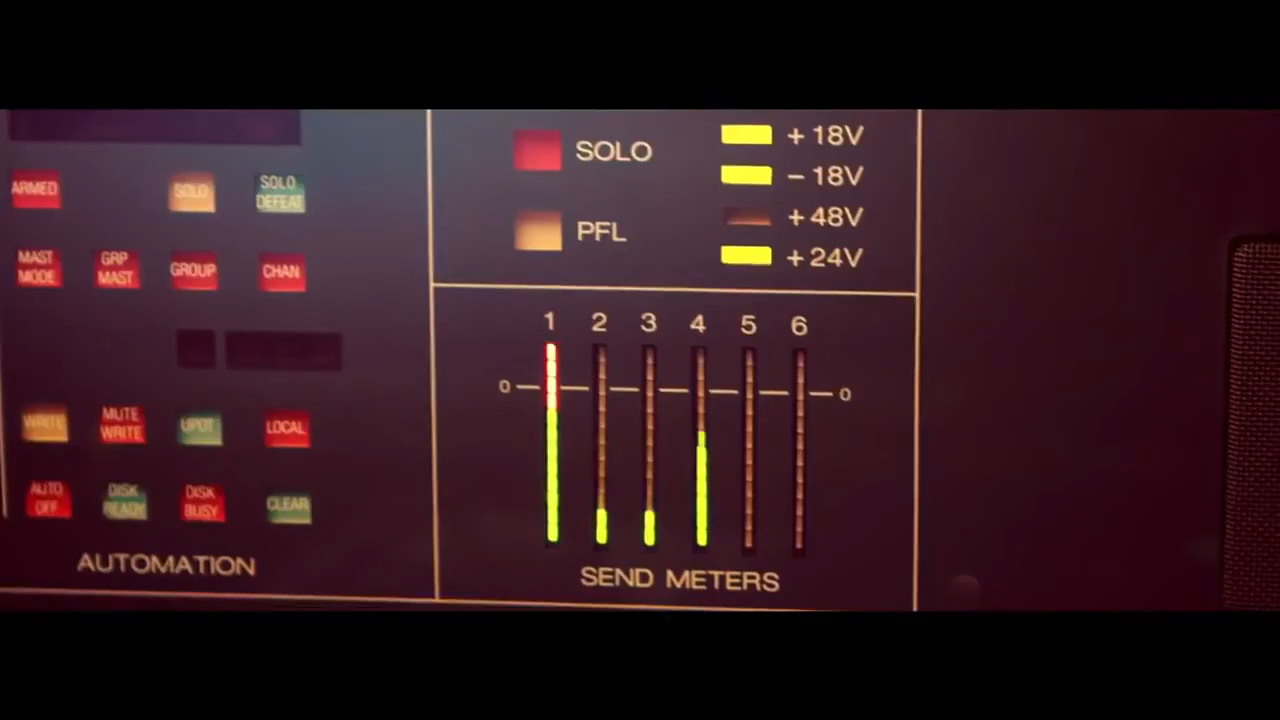 ARMED
SOLO
SOLO
DEFEAT
MAST
MODE
GRP
MAST
GROUP
CHAN
WRITE
MUTE
WRITE
UPDT
LOCAL
AUTO
OFF
DISK
READY
DISK
BUSY
CLEAR
AUTOMATION
SOLO
PFL
+18V
−18V
+48V
+24V
1 2 3 4 5 6
0 0
SEND METERS